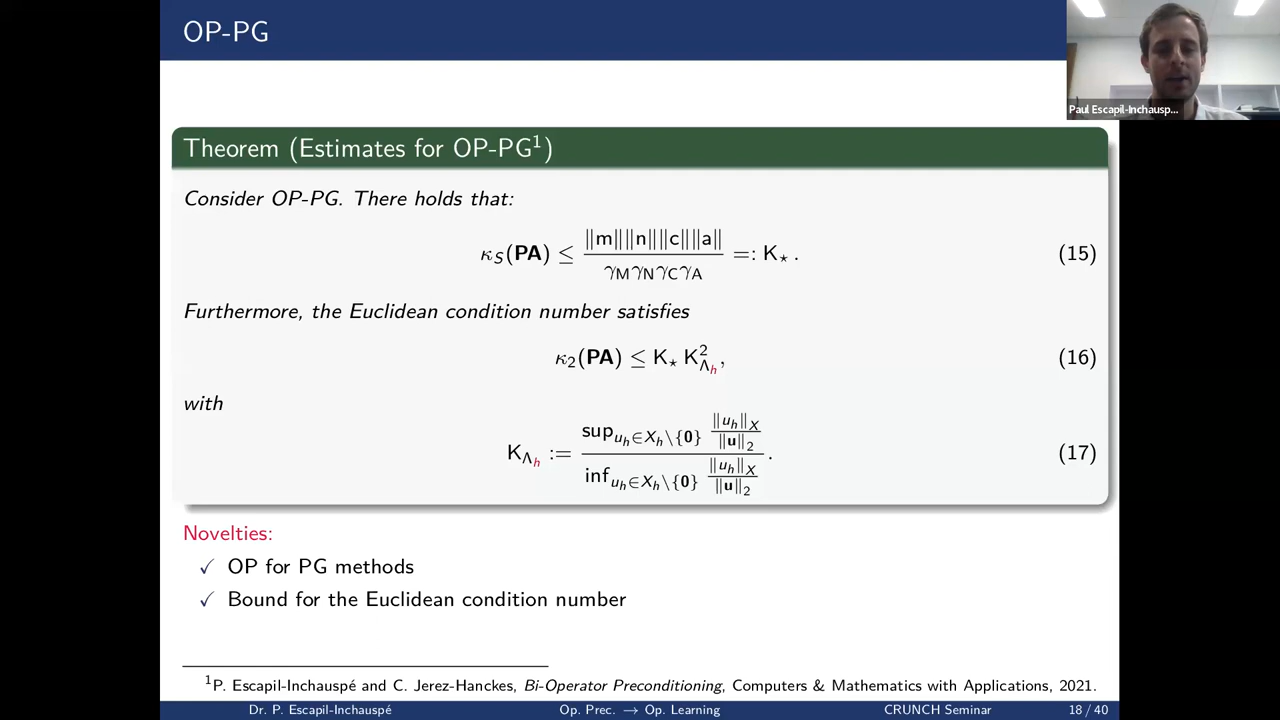 OP-PG
Paul Escapil-Inchausp...
Theorem (Estimates for OP-PG¹)
Consider OP-PG. There holds that:
κ_S(PA) ≤ ‖m‖‖n‖‖c‖‖a‖ / γ_M γ_N γ_C γ_A =: K⋆ . (15)
Furthermore, the Euclidean condition number satisfies
κ₂(PA) ≤ K⋆ K²_{Λ_h}, (16)
with
K_{Λ_h} := sup_{u_h∈X_h\{0}} ‖u_h‖_X / ‖u‖₂ / inf_{u_h∈X_h\{0}} ‖u_h‖_X / ‖u‖₂ . (17)
Novelties:
✓ OP for PG methods
✓ Bound for the Euclidean condition number
¹P. Escapil-Inchauspé and C. Jerez-Hanckes, Bi-Operator Preconditioning, Computers & Mathematics with Applications, 2021.
Dr. P. Escapil-Inchauspé Op. Prec. → Op. Learning CRUNCH Seminar 18 / 40